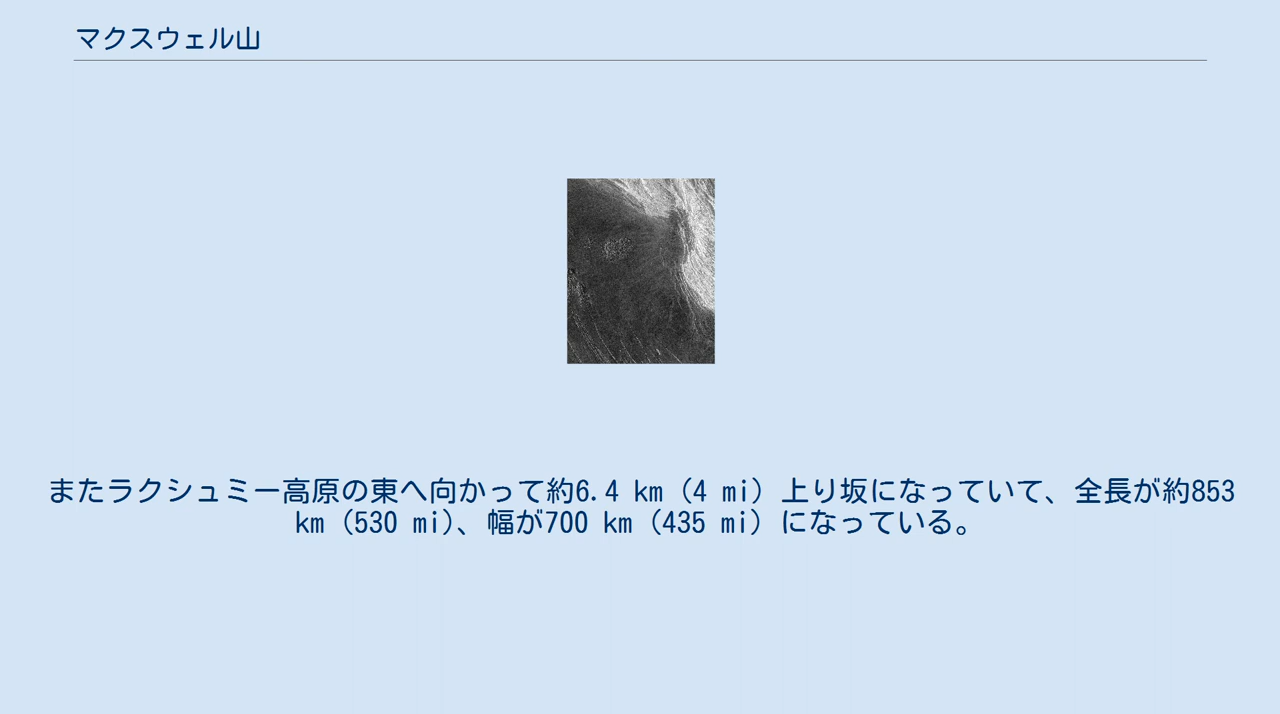 マクスウェル山
またラクシュミー高原の東へ向かって約6.4 km (4 mi) 上り坂になっていて、全長が約853
km (530 mi)、幅が700 km (435 mi) になっている。